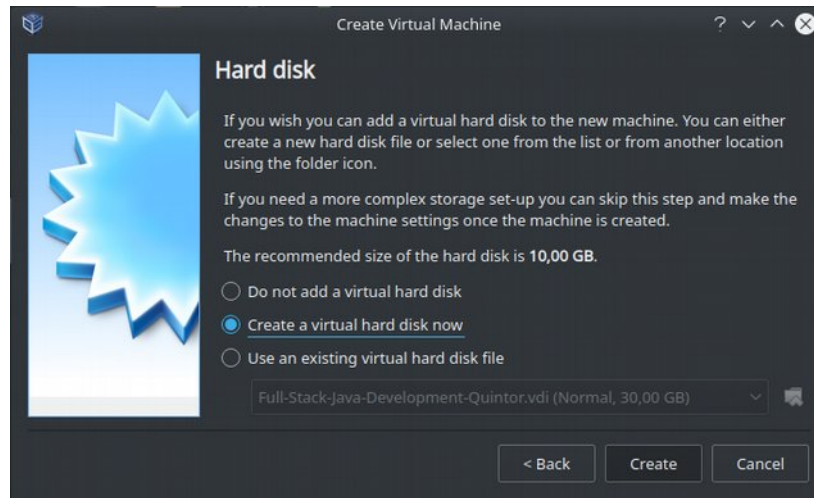 Create Virtual Machine
?
Hard disk
If you wish you can add a virtual hard disk to the new machine. You can either
create a new hard disk file or select one from the list or from another location
using the folder icon.
If you need a more complex storage set-up you can skip this step and make the
changes to the machine settings once the machine is created.
The recommended size of the hard disk is 10,00 GB.
Do not add a virtual hard disk
Create a virtual hard disk now
Use an existing virtual hard disk file
Full-Stack-Java-Development-Quintor.vdi (Normal, 30,00 GB)
< Back
Create
Cancel